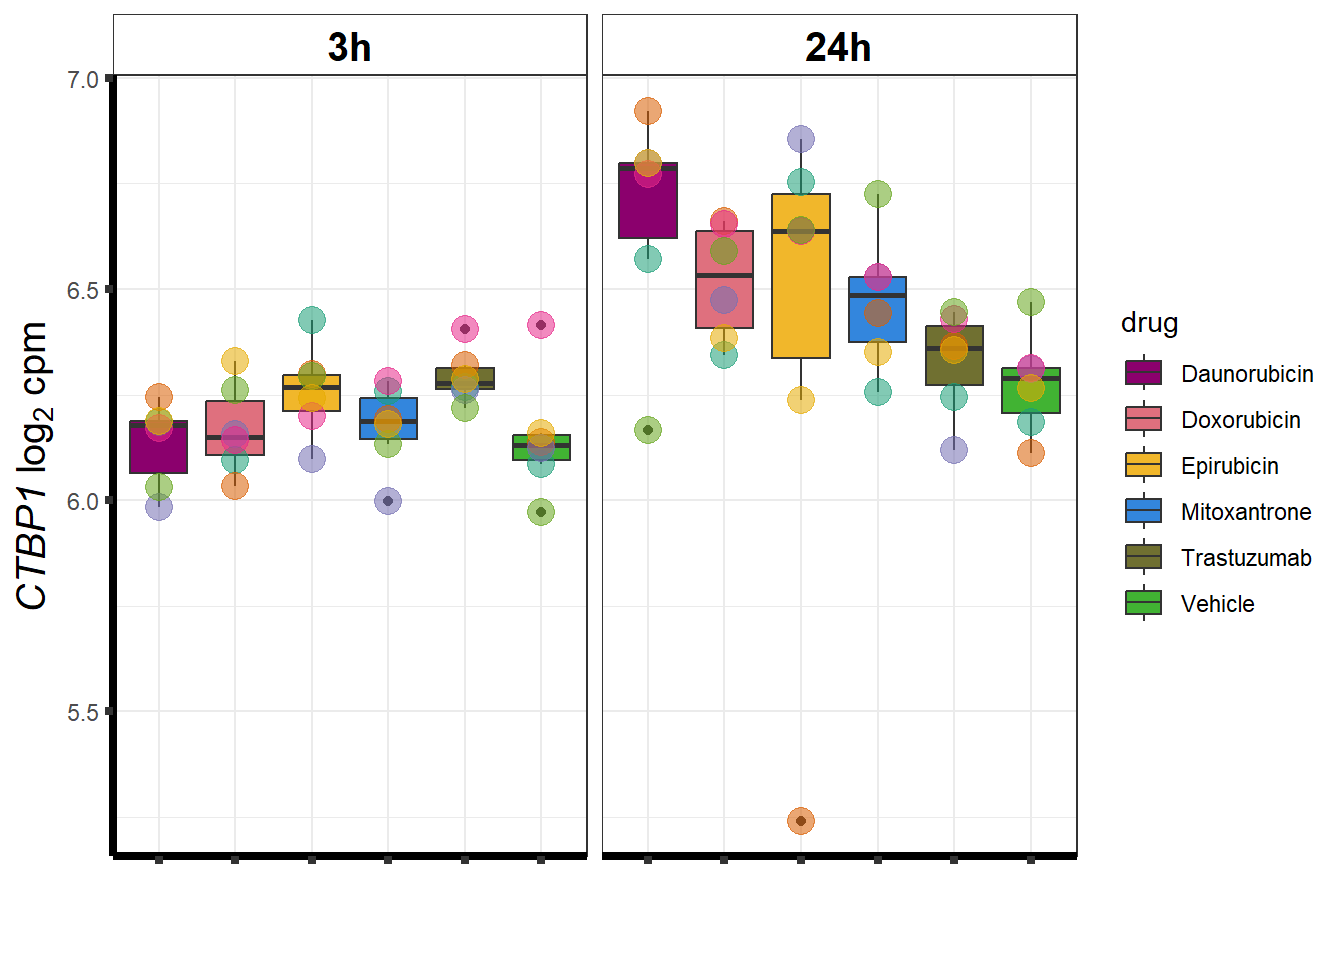 3h
24h
7.0
6.5
6.0
5.5
CTBP1 log₂ cpm
drug
Daunorubicin
Doxorubicin
Epirubicin
Mitoxantrone
Trastuzumab
Vehicle